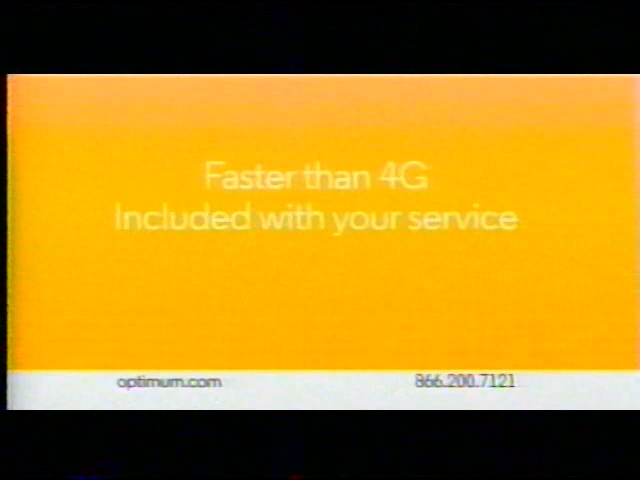 Faster than 4G
Included with your service
optimum.com
866.200.7121